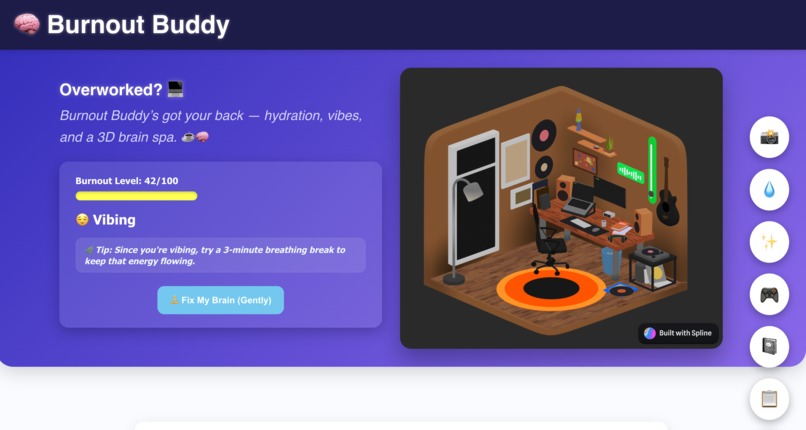 Burnout Buddy
Overworked?
Burnout Buddy's got your back — hydration, vibes,
and a 3D brain spa.
Burnout Level: 42/100
Vibing
Tip: Since you're vibing, try a 3-minute breathing break to
keep that energy flowing.
Fix My Brain (Gently)
Built with Spline